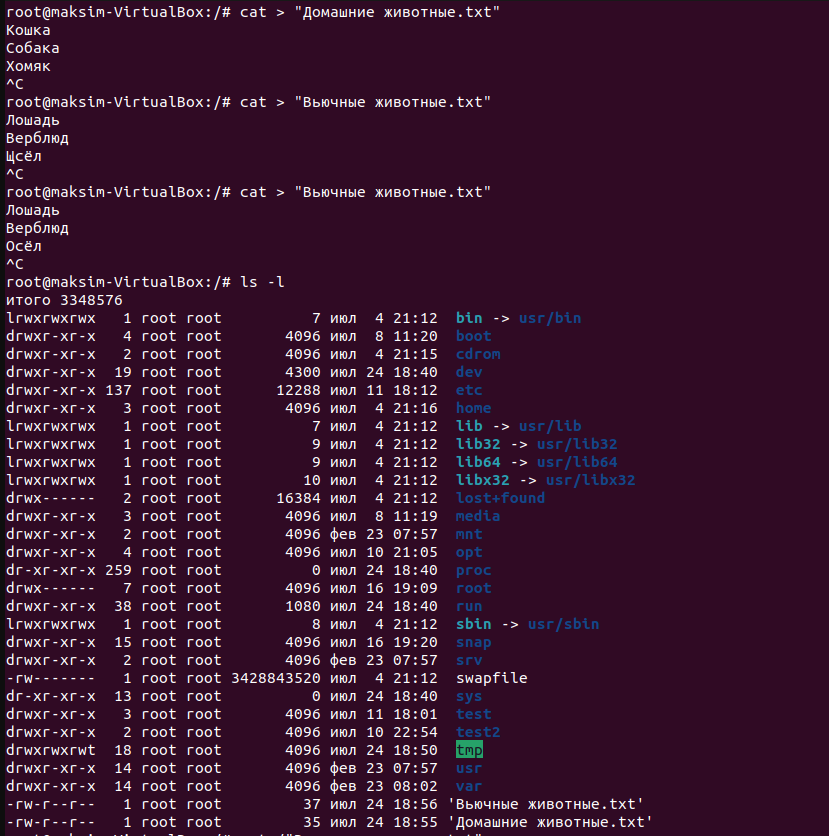 root@maksim-VirtualBox:/# cat > "Домашние животные.txt"
Кошка
Собака
Хомяк
^C
root@maksim-VirtualBox:/# cat > "Вьючные животные.txt"
Лошадь
Верблюд
Щсёл
^C
root@maksim-VirtualBox:/# cat > "Вьючные животные.txt"
Лошадь
Верблюд
Осёл
^C
root@maksim-VirtualBox:/# ls -l
итого 3348576
lrwxrwxrwx   1 root root          7 июл  4 21:12  bin -> usr/bin
drwxr-xr-x   4 root root       4096 июл  8 11:20  boot
drwxr-xr-x   2 root root       4096 июл  4 21:15  cdrom
drwxr-xr-x  19 root root       4300 июл 24 18:40  dev
drwxr-xr-x 137 root root      12288 июл 11 18:12  etc
drwxr-xr-x   3 root root       4096 июл  4 21:16  home
lrwxrwxrwx   1 root root          7 июл  4 21:12  lib -> usr/lib
lrwxrwxrwx   1 root root          9 июл  4 21:12  lib32 -> usr/lib32
lrwxrwxrwx   1 root root          9 июл  4 21:12  lib64 -> usr/lib64
lrwxrwxrwx   1 root root         10 июл  4 21:12  libx32 -> usr/libx32
drwx------   2 root root      16384 июл  4 21:12  lost+found
drwxr-xr-x   3 root root       4096 июл  8 11:19  media
drwxr-xr-x   2 root root       4096 фев 23 07:57  mnt
drwxr-xr-x   4 root root       4096 июл 10 21:05  opt
dr-xr-xr-x 259 root root          0 июл 24 18:40  proc
drwx------   7 root root       4096 июл 16 19:09  root
drwxr-xr-x  38 root root       1080 июл 24 18:40  run
lrwxrwxrwx   1 root root          8 июл  4 21:12  sbin -> usr/sbin
drwxr-xr-x  15 root root       4096 июл 16 19:20  snap
drwxr-xr-x   2 root root       4096 фев 23 07:57  srv
-rw-------   1 root root 3428843520 июл  4 21:12  swapfile
dr-xr-xr-x  13 root root          0 июл 24 18:40  sys
drwxr-xr-x   3 root root       4096 июл 11 18:01  test
drwxr-xr-x   2 root root       4096 июл 10 22:54  test2
drwxrwxrwt  18 root root       4096 июл 24 18:50  tmp
drwxr-xr-x  14 root root       4096 фев 23 07:57  usr
drwxr-xr-x  14 root root       4096 фев 23 08:02  var
-rw-r--r--   1 root root         37 июл 24 18:56 'Вьючные животные.txt'
-rw-r--r--   1 root root         35 июл 24 18:55 'Домашние животные.txt'